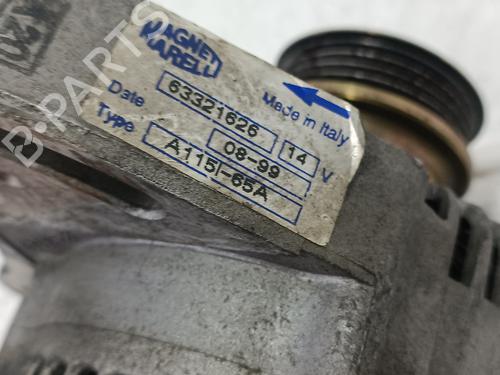 MAGNETI
MARELLI
Made in Italy
63321626
14 V
Date 08-99
Type A115I-65A
B-PARTS